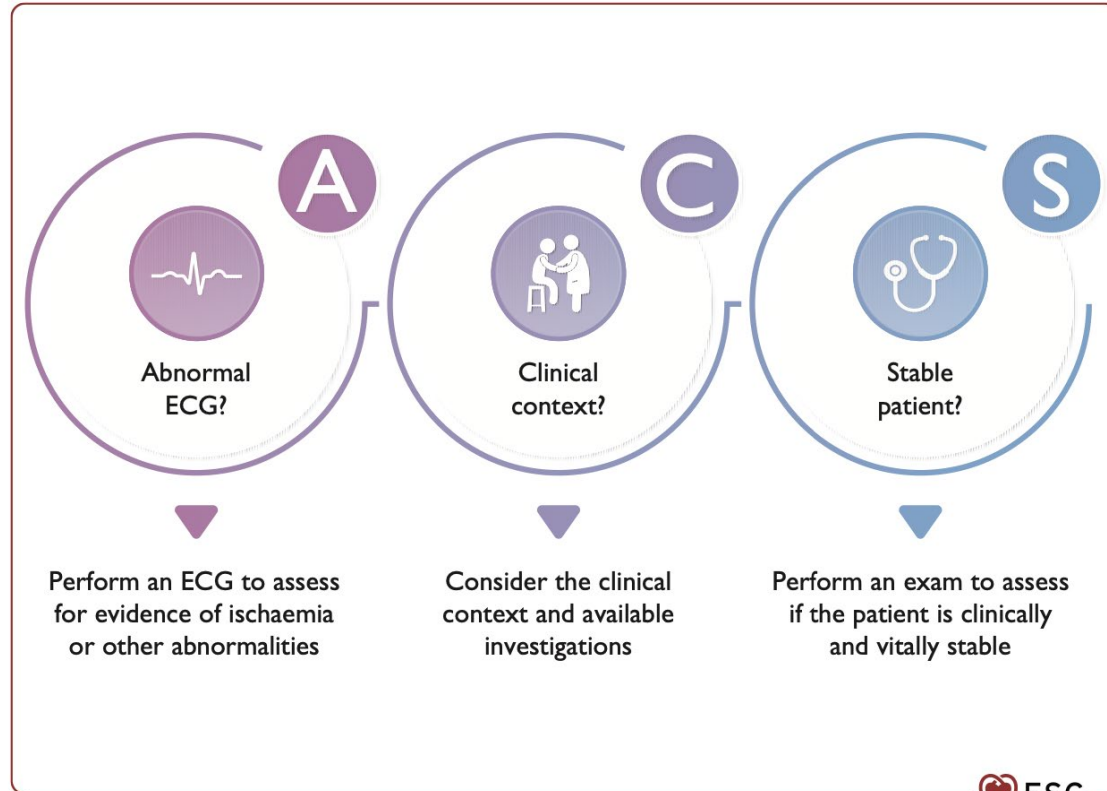 A
C
S
Abnormal
ECG?
Clinical
context?
Stable
patient?
Perform an ECG to assess
for evidence of ischaemia
or other abnormalities
Consider the clinical
context and available
investigations
Perform an exam to assess
if the patient is clinically
and vitally stable
ESC